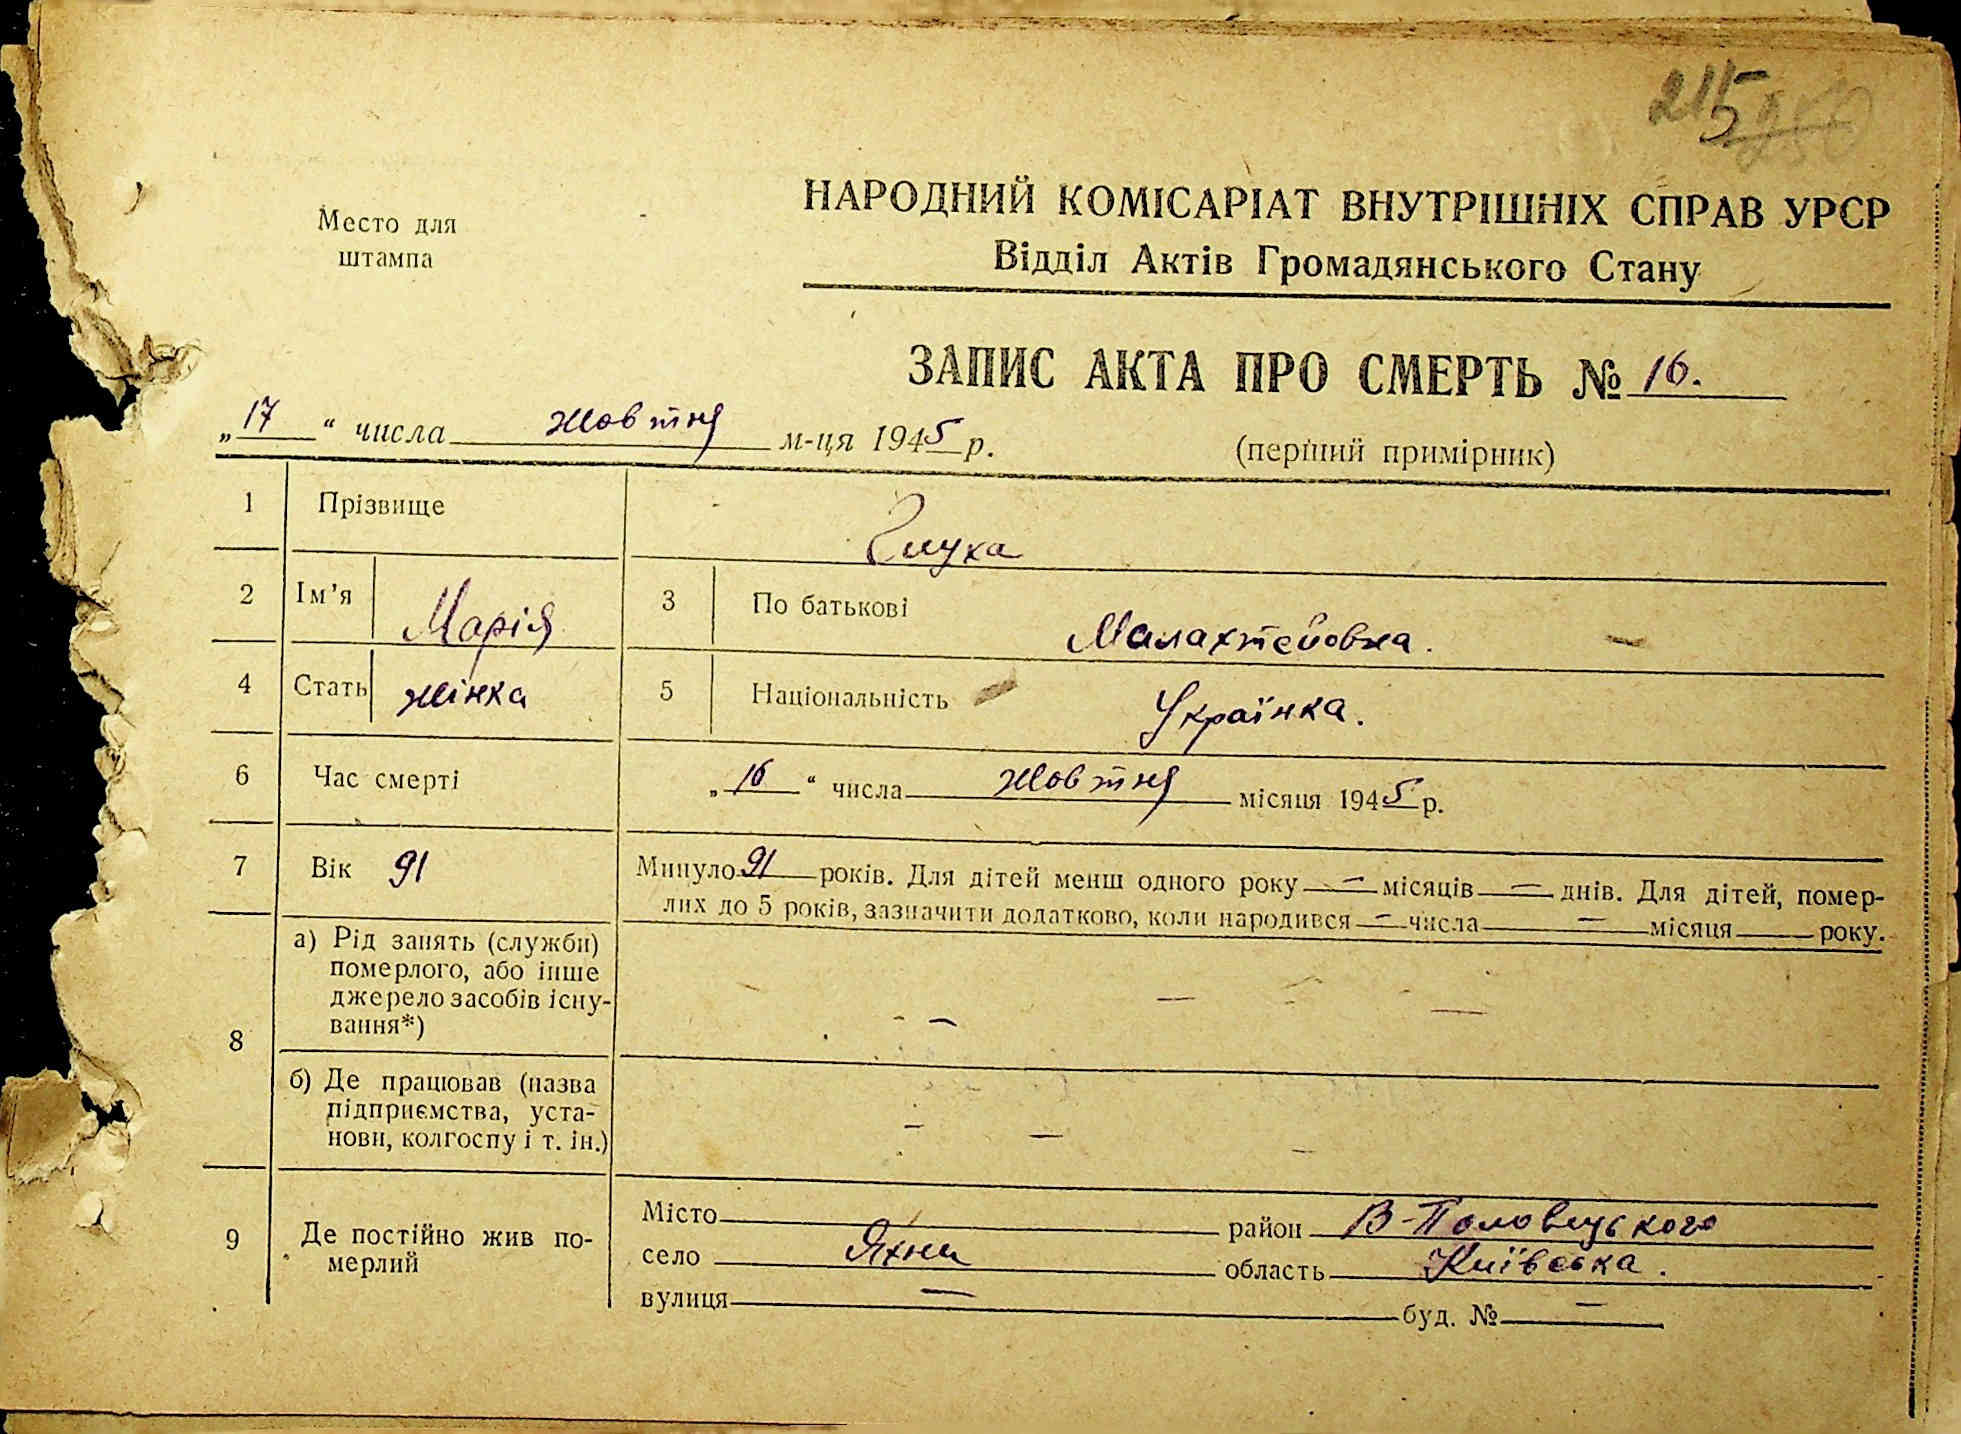 215
Место для
штампа
НАРОДНИЙ КОМІСАРІАТ ВНУТРІШНІХ СПРАВ УРСР
Відділ Актів Громадянського Стану
ЗАПИС АКТА ПРО СМЕРТЬ № 16.
„17“ числа жовтня м-ця 1945 р. (перший примірник)
1 Прізвище Глуха
2 Ім’я Марія 3 По батькові Малахтейовна.
4 Стать жінка 5 Національність Українка.
6 Час смерті „16“ числа жовтня місяця 1945 р.
7 Вік 91 Минуло 91 років. Для дітей менш одного року — місяців — днів. Для дітей, помер-
лих до 5 років, зазначити додатково, коли народився — числа — місяця року.
8 а) Рід занять (служби)
померлого, або інше
джерело засобів існу-
вання*) —
б) Де працював (назва
підприємства, уста-
нови, колгоспу і т. ін.) —
9 Де постійно жив по-
мерлий
Місто район В-Половецького
село Яхни область Київська.
вулиця — буд. № —